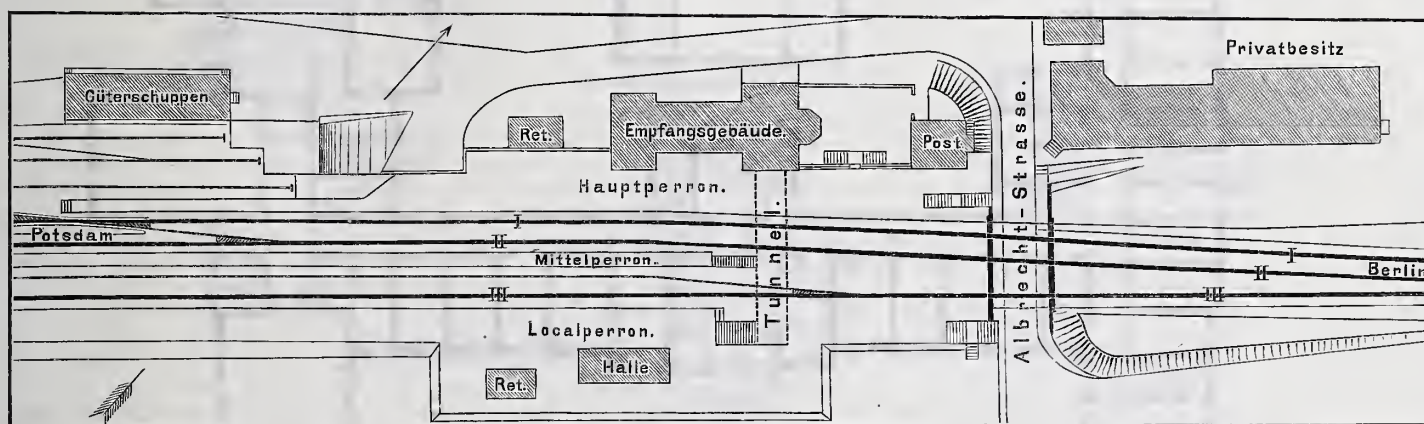 Privatbesitz
Güterschuppen
Ret.
Empfangsgebäude.
Post
Hauptperron.
Albrecht-Strasse.
Tunnel.
I
Potsdam
II
Mittelperron.
I
II
Berlin
III
III
Localperron.
Halle
Ret.